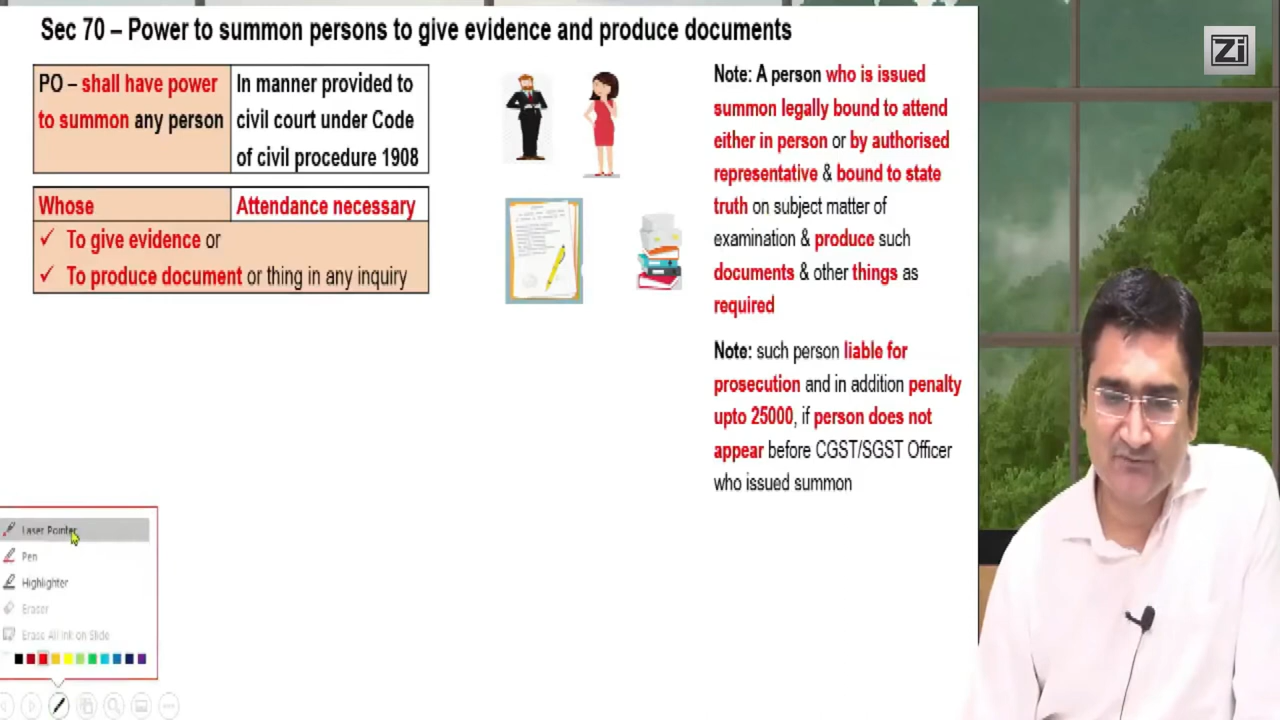 Sec 70 – Power to summon persons to give evidence and produce documents
PO – shall have power
to summon any person
In manner provided to
civil court under Code
of civil procedure 1908
Whose
Attendance necessary
✓ To give evidence or
✓ To produce document or thing in any inquiry
Note: A person who is issued
summon legally bound to attend
either in person or by authorised
representative & bound to state
truth on subject matter of
examination & produce such
documents & other things as
required
Note: such person liable for
prosecution and in addition penalty
upto 25000, if person does not
appear before CGST/SGST Officer
who issued summon
Zi
Laser Pointer
Pen
Highlighter
Eraser
Erase All Ink on Slide